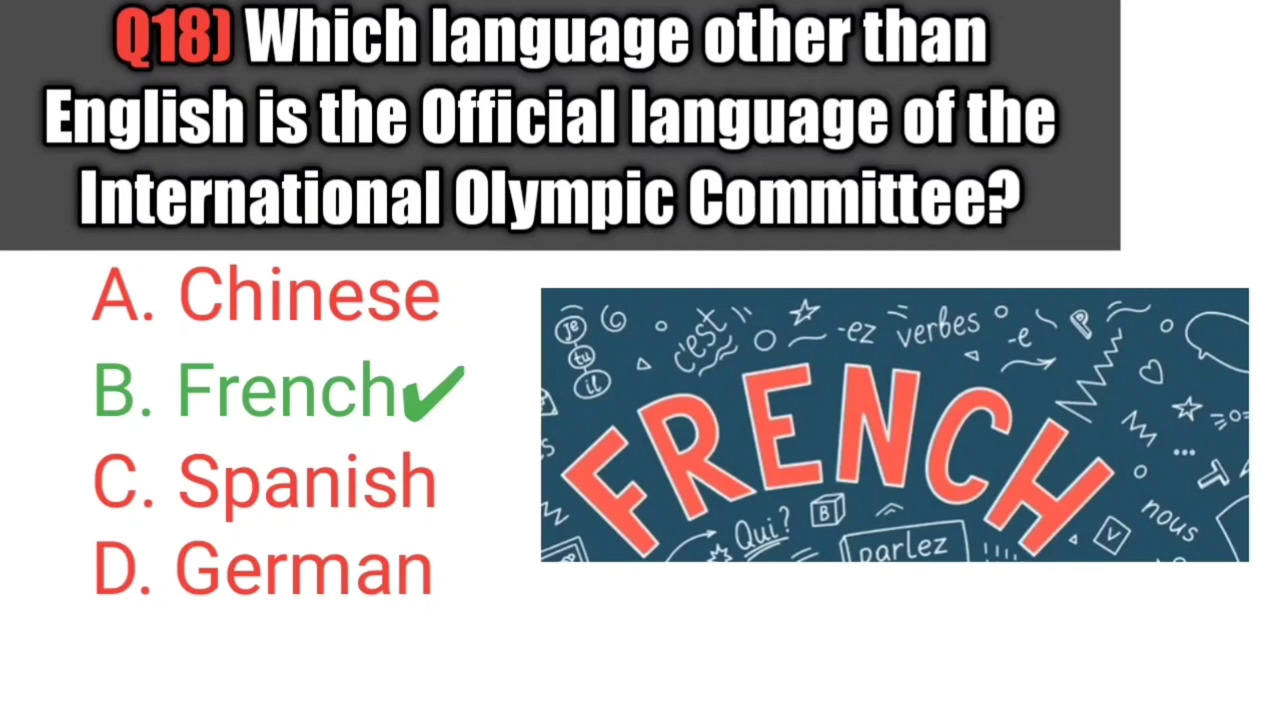 Q18) Which language other than
English is the Official language of the
International Olympic Committee?
A. Chinese
B. French✔
C. Spanish
D. German
je
tu
il
c'est
-ez
verbes
-e
P
FRENCH
Qui?
B
parlez
V
nous
T